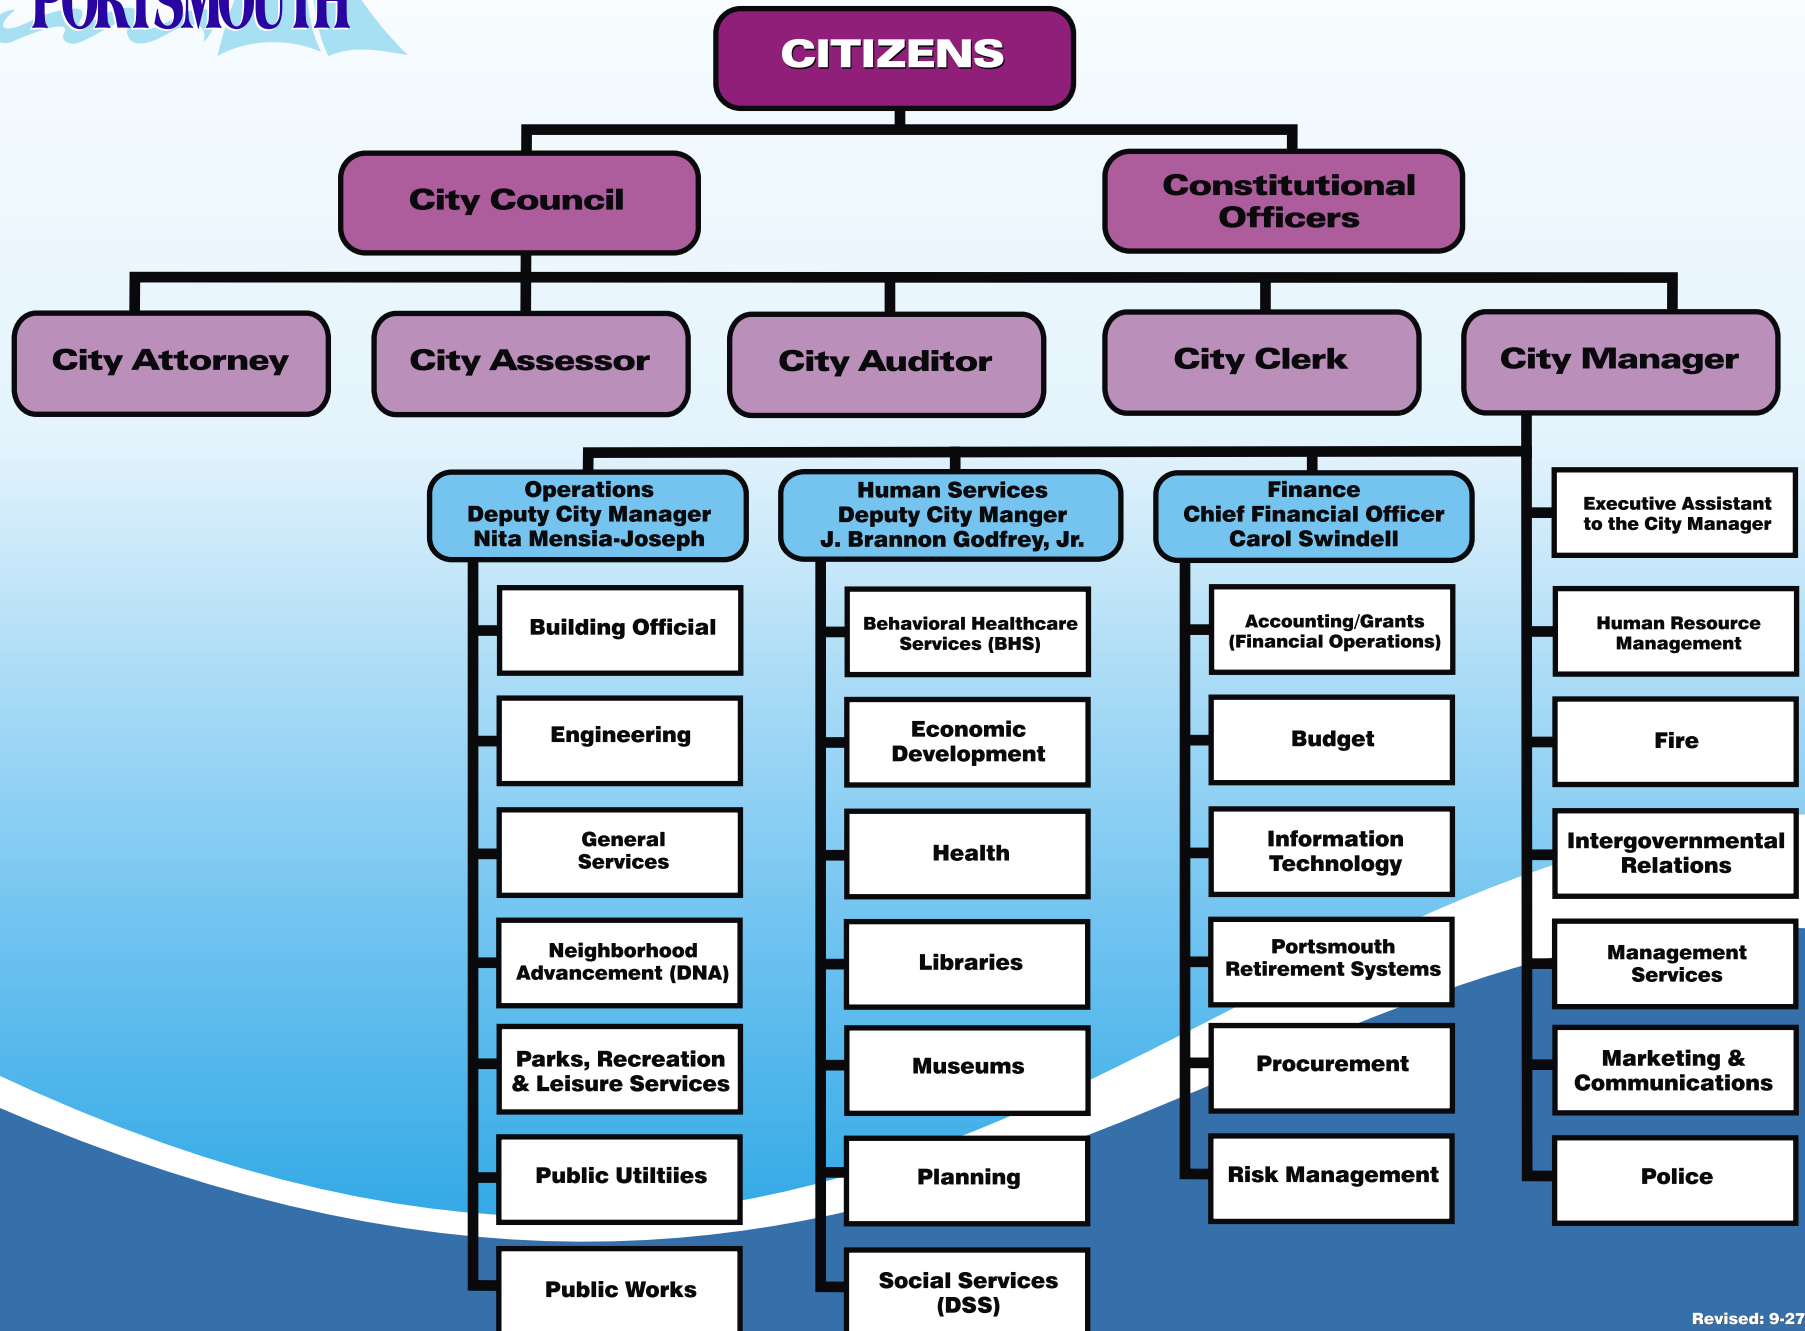 PORTSMOUTH
CITIZENS
City Council
Constitutional
Officers
City Attorney
City Assessor
City Auditor
City Clerk
City Manager
Operations
Deputy City Manager
Nita Mensia-Joseph
Human Services
Deputy City Manger
J. Brannon Godfrey, Jr.
Finance
Chief Financial Officer
Carol Swindell
Executive Assistant
to the City Manager
Building Official
Engineering
General
Services
Neighborhood
Advancement (DNA)
Parks, Recreation
& Leisure Services
Public Utiltiies
Public Works
Behavioral Healthcare
Services (BHS)
Economic
Development
Health
Libraries
Museums
Planning
Social Services
(DSS)
Accounting/Grants
(Financial Operations)
Budget
Information
Technology
Portsmouth
Retirement Systems
Procurement
Risk Management
Human Resource
Management
Fire
Intergovernmental
Relations
Management
Services
Marketing &
Communications
Police
Revised: 9-27